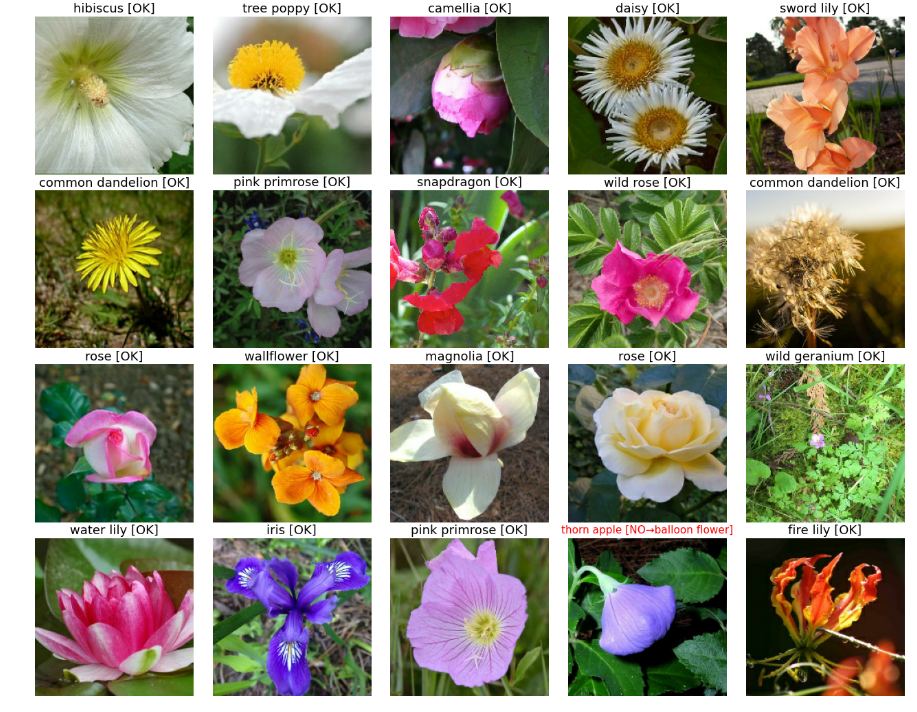 hibiscus [OK]
tree poppy [OK]
camellia [OK]
daisy [OK]
sword lily [OK]
common dandelion [OK]
pink primrose [OK]
snapdragon [OK]
wild rose [OK]
common dandelion [OK]
rose [OK]
wallflower [OK]
magnolia [OK]
rose [OK]
wild geranium [OK]
water lily [OK]
iris [OK]
pink primrose [OK]
thorn apple [NO→balloon flower]
fire lily [OK]